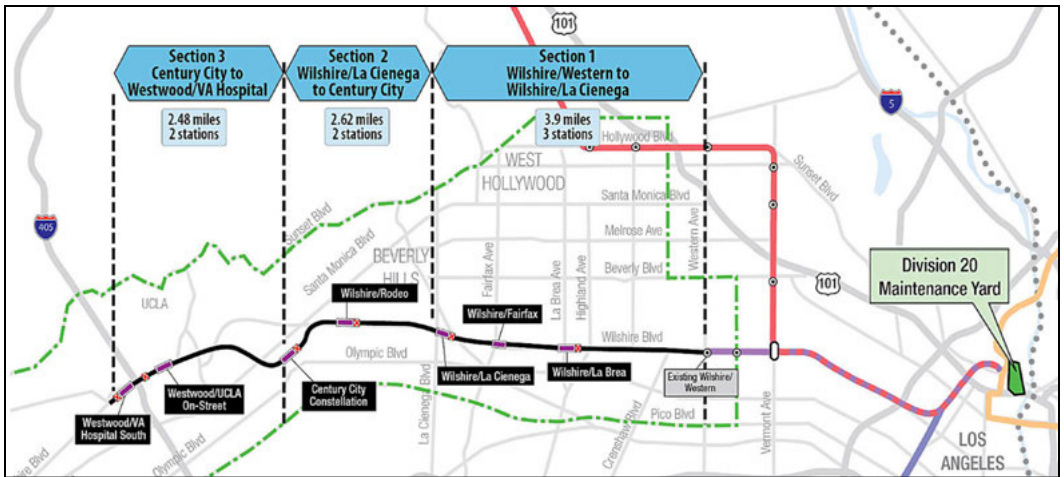 101
Section 3
Century City to
Westwood/VA Hospital
Section 2
Wilshire/La Cienega
to Century City
Section 1
Wilshire/Western to
Wilshire/La Cienega
2.48 miles
2 stations
2.62 miles
2 stations
3.9 miles
3 stations
5
Hollywood Blvd
WEST
HOLLYWOOD
Sunset Blvd
Santa Monica Blvd
405
Sunset Blvd
Santa Monica Blvd
Melrose Ave
Western Ave
BEVERLY
HILLS
Fairfax Ave
La Brea Ave
Highland Ave
Beverly Blvd
101
Division 20
Maintenance Yard
UCLA
Wilshire/Rodeo
Wilshire/Fairfax
Wilshire Blvd
Olympic Blvd
Wilshire/La Cienega
Wilshire/La Brea
Existing Wilshire/
Western
Westwood/UCLA
On-Street
Century City
Constellation
Westwood/VA
Hospital South
La Cienega Blvd
Crenshaw Blvd
Pico Blvd
Vermont Ave
LOS
ANGELES
ire Blvd
Olympic Blvd